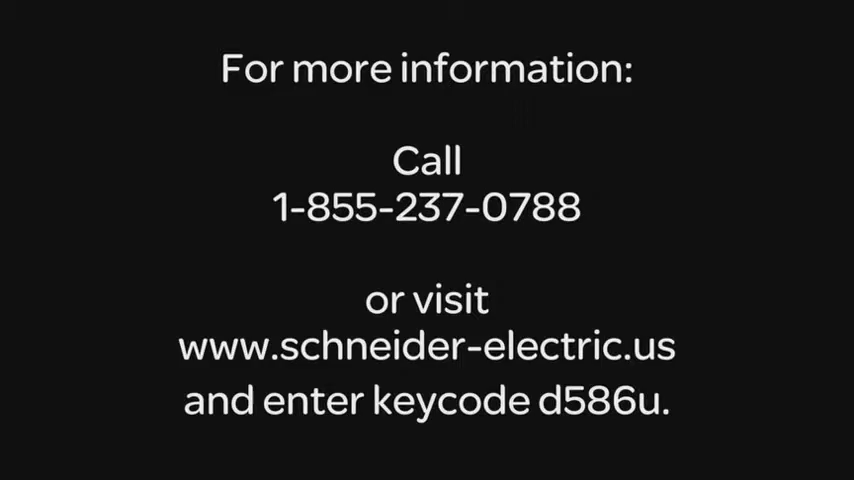 For more information:
Call
1-855-237-0788
or visit
www.schneider-electric.us
and enter keycode d586u.